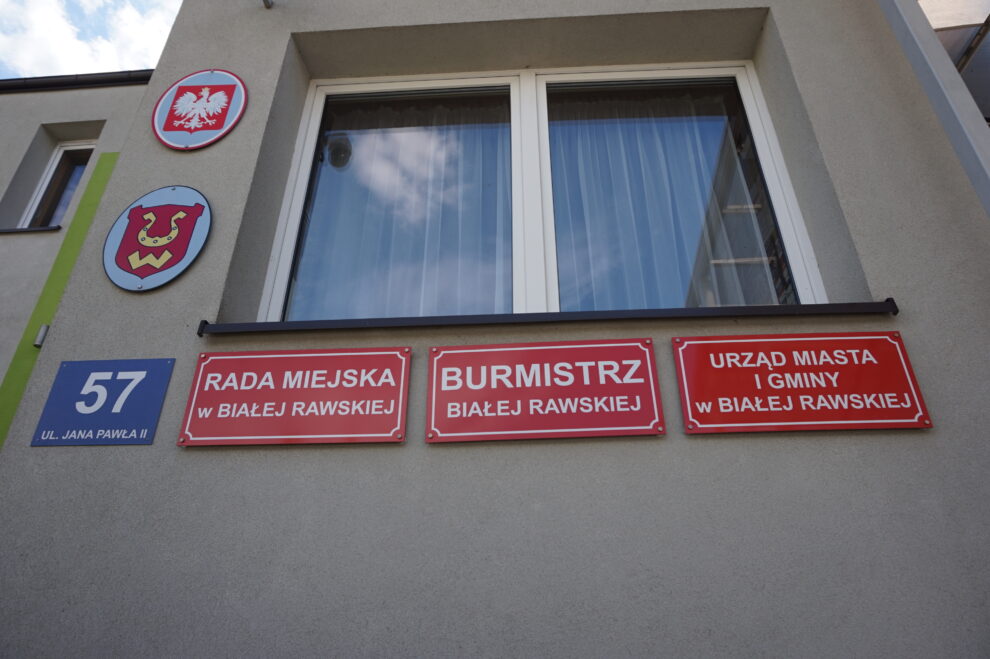 57
UL. JANA PAWŁA II
RADA MIEJSKA
w BIAŁEJ RAWSKIEJ
BURMISTRZ
BIAŁEJ RAWSKIEJ
URZĄD MIASTA
I GMINY
w BIAŁEJ RAWSKIEJ